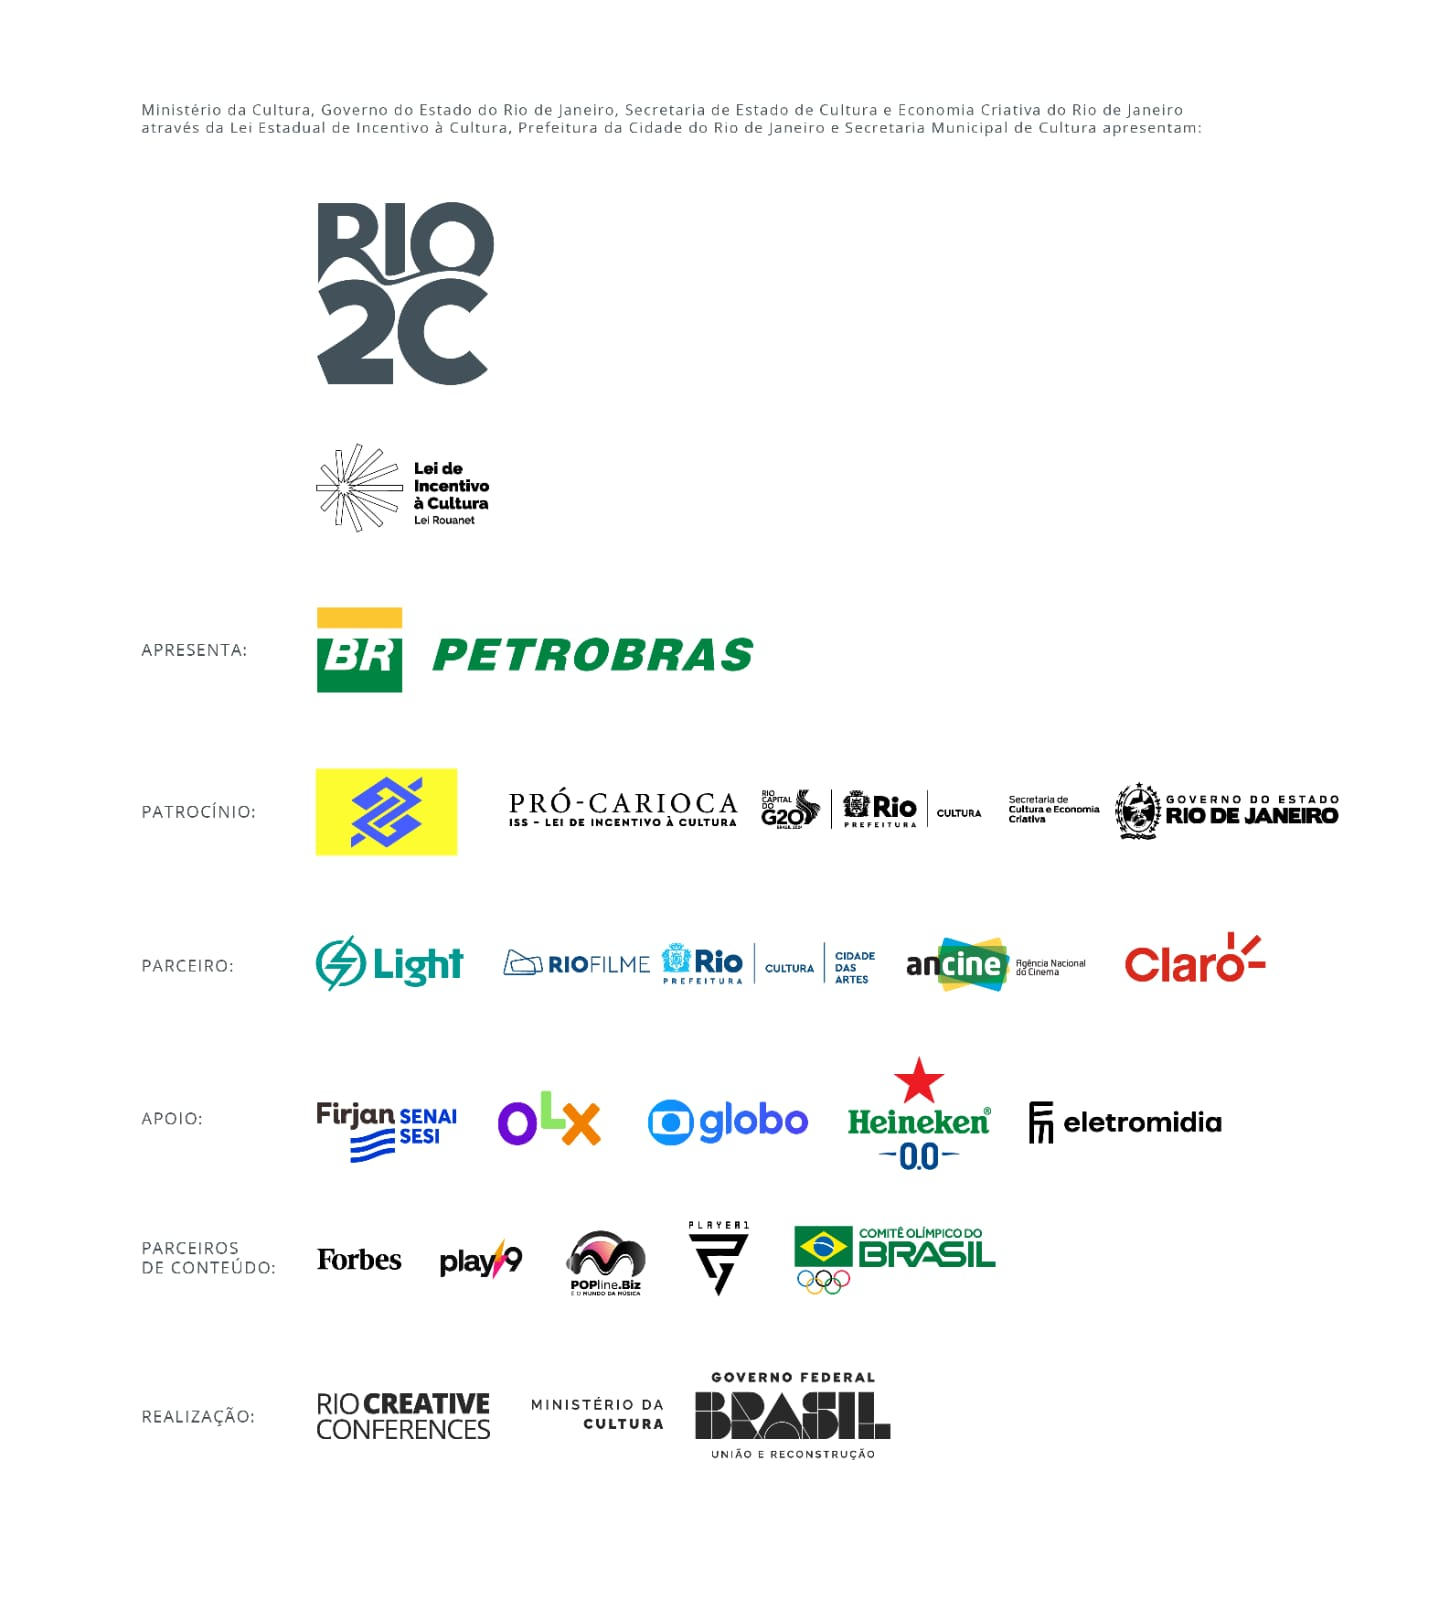 Ministério da Cultura, Governo do Estado do Rio de Janeiro, Secretaria de Estado de Cultura e Economia Criativa do Rio de Janeiro
através da Lei Estadual de Incentivo à Cultura, Prefeitura da Cidade do Rio de Janeiro e Secretaria Municipal de Cultura apresentam:
RIO
2C
Lei de
Incentivo
à Cultura
Lei Rouanet
APRESENTA:
BR PETROBRAS
PATROCÍNIO:
PRÓ-CARIOCA
ISS - LEI DE INCENTIVO À CULTURA
RIO
CAPITAL
DO
G20
BRASIL 2024
Rio
PREFEITURA
CULTURA
Secretaria de
Cultura e Economia
Criativa
GOVERNO DO ESTADO
RIO DE JANEIRO
PARCEIRO:
Light
RIOFILME
Rio
PREFEITURA
CULTURA
CIDADE
DAS
ARTES
ancine
Agência Nacional
do Cinema
Claro
APOIO:
Firjan SENAI
SESI
OLX
globo
Heineken®
0.0
eletromidia
PARCEIROS
DE CONTEÚDO:
Forbes
play9
POPline.Biz
É O MUNDO DA MÚSICA
PLAYER1
COMITÊ OLÍMPICO DO
BRASIL
REALIZAÇÃO:
RIO CREATIVE
CONFERENCES
MINISTÉRIO DA
CULTURA
GOVERNO FEDERAL
BRASIL
UNIÃO E RECONSTRUÇÃO